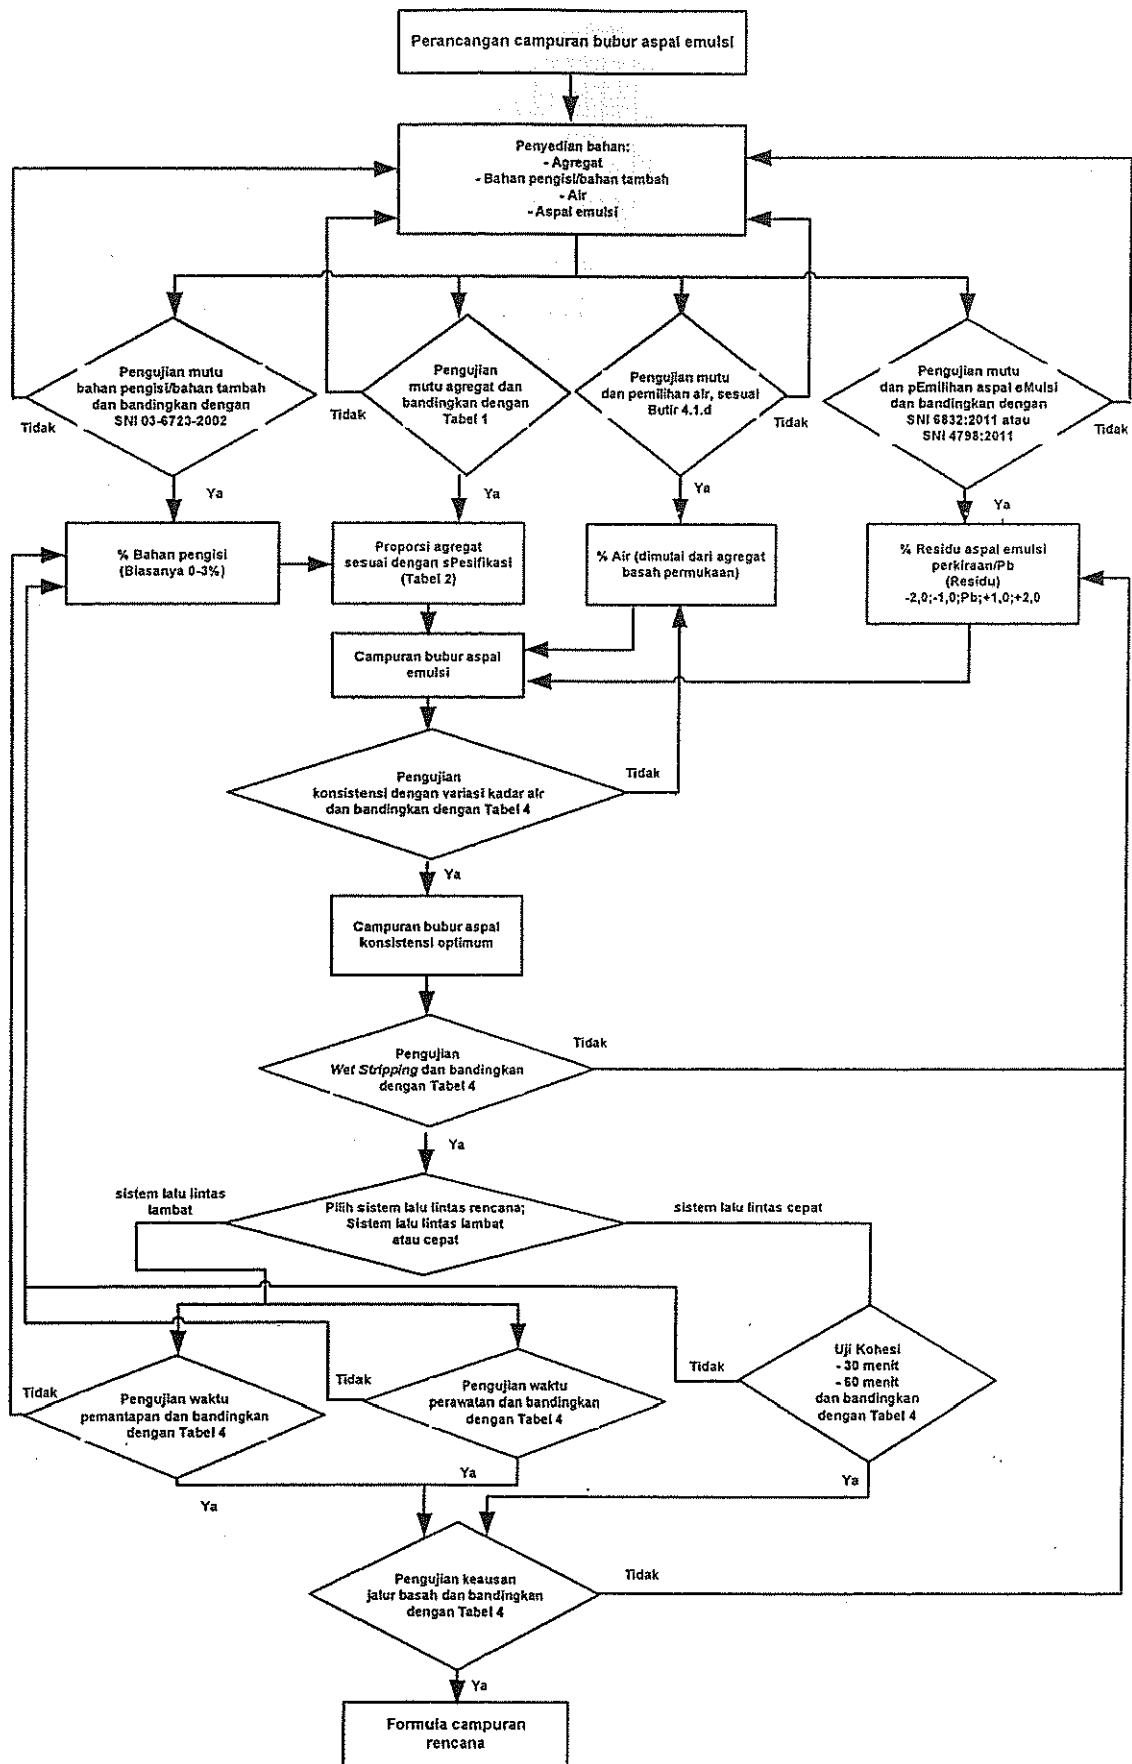 Perancangan campuran bubur aspal emulsi
Penyedian bahan:
- Agregat
- Bahan pengisi/bahan tambah
- Air
- Aspal emulsi
Pengujian mutu
bahan pengisi/bahan tambah
dan bandingkan dengan
SNI 03-6723-2002
Tidak
Ya
Pengujian
mutu agregat dan
bandingkan dengan
Tabel 1
Tidak
Ya
Pengujian mutu
dan pemilihan air, sesuai
Butir 4.1.d
Tidak
Ya
Pengujian mutu
dan pEmilihan aspal eMulsi
dan bandingkan dengan
SNI 6832:2011 atau
SNI 4798:2011
Tidak
Ya
% Bahan pengisi
(Biasanya 0-3%)
Proporsi agregat
sesuai dengan sPesifikasi
(Tabel 2)
% Air (dimulai dari agregat
basah permukaan)
% Residu aspal emulsi
perkiraan/Pb
(Residu)
-2,0;-1,0;Pb;+1,0;+2,0
Campuran bubur aspal
emulsi
Pengujian
konsistensi dengan variasi kadar air
dan bandingkan dengan Tabel 4
Tidak
Ya
Campuran bubur aspal
konsistensi optimum
Pengujian
Wet Stripping dan bandingkan
dengan Tabel 4
Tidak
Ya
sistem lalu lintas
lambat
Pilih sistem lalu lintas rencana;
Sistem lalu lintas lambat
atau cepat
sistem lalu lintas cepat
Pengujian waktu
pemantapan dan bandingkan
dengan Tabel 4
Tidak
Ya
Pengujian waktu
perawatan dan bandingkan
dengan Tabel 4
Tidak
Ya
Uji Kohesi
- 30 menit
- 60 menit
dan bandingkan
dengan Tabel 4
Tidak
Ya
Pengujian keausan
jalur basah dan bandingkan
dengan Tabel 4
Tidak
Ya
Formula campuran
rencana